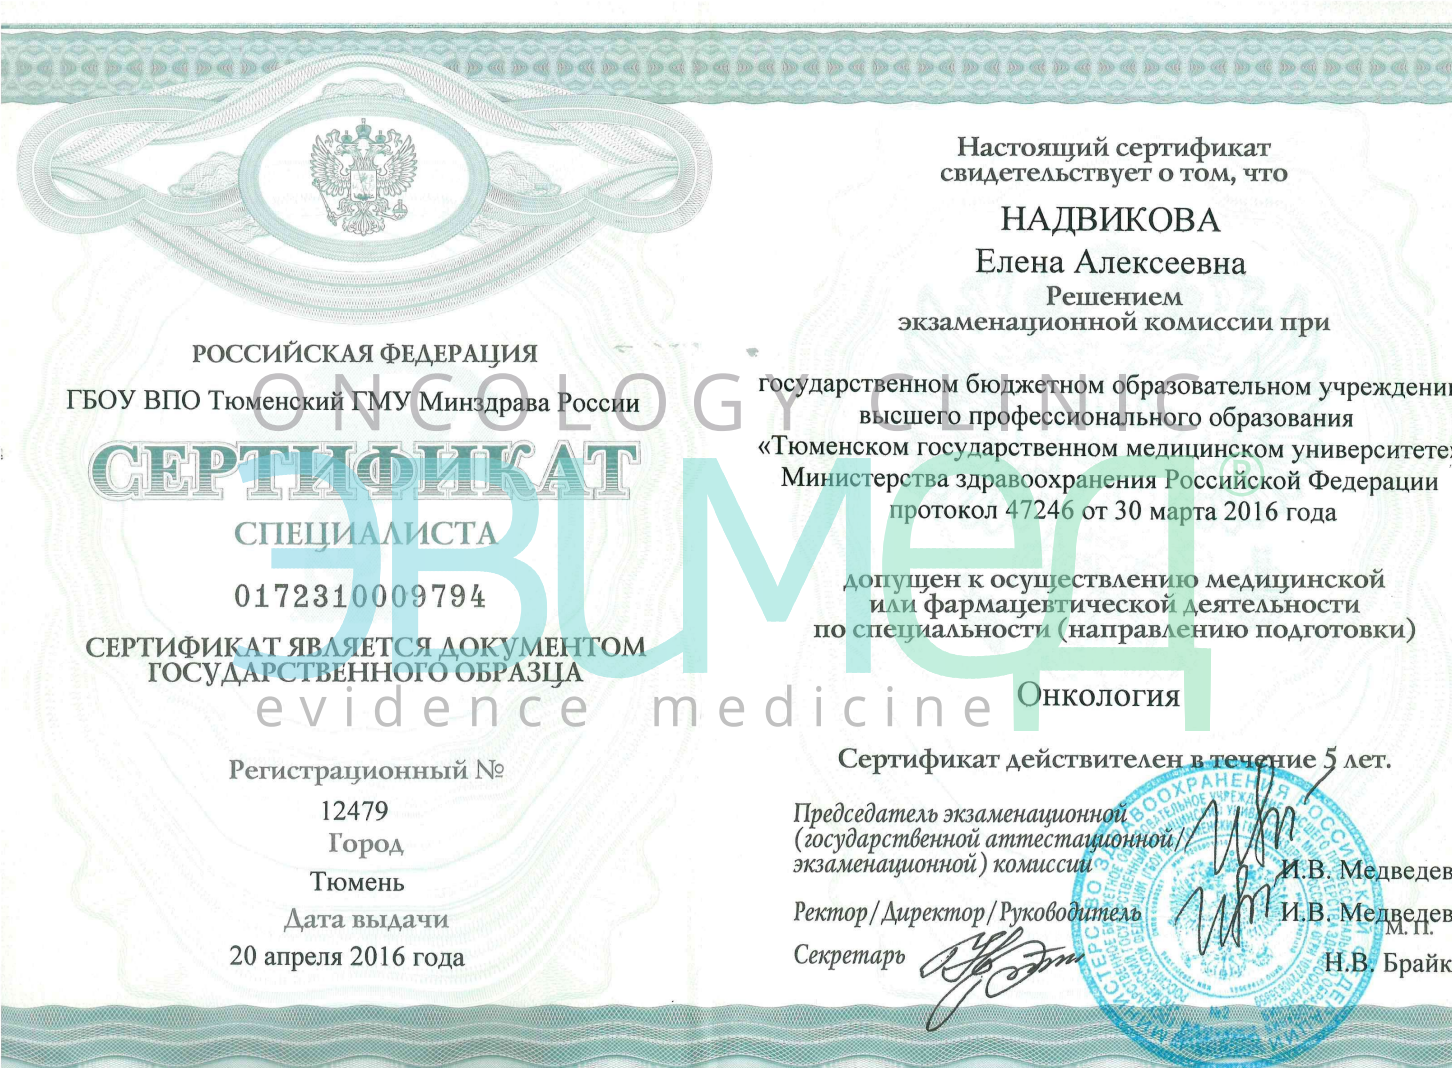 РОССИЙСКАЯ ФЕДЕРАЦИЯ
ГБОУ ВПО Тюменский ГМУ Минздрава России
СЕРТИФИКАТ
СПЕЦИАЛИСТА
0172310009794
СЕРТИФИКАТ ЯВЛЯЕТСЯ ДОКУМЕНТОМ
ГОСУДАРСТВЕННОГО ОБРАЗЦА
Регистрационный №
12479
Город
Тюмень
Дата выдачи
20 апреля 2016 года
Настоящий сертификат
свидетельствует о том, что
НАДВИКОВА
Елена Алексеевна
Решением
экзаменационной комиссии при
государственном бюджетном образовательном учреждении
высшего профессионального образования
«Тюменском государственном медицинском университете»
Министерства здравоохранения Российской Федерации
протокол 47246 от 30 марта 2016 года
допущен к осуществлению медицинской
или фармацевтической деятельности
по специальности (направлению подготовки)
Онкология
Сертификат действителен в течение 5 лет.
Председатель экзаменационной
(государственной аттестационной/
экзаменационной) комиссии
И.В. Медведев
Ректор/Директор/Руководитель
И.В. Медведев
М. П.
Секретарь
Н.В. Брайк
ONCOLOGY CLINIC
ЭВИМЕД®
evidence medicine